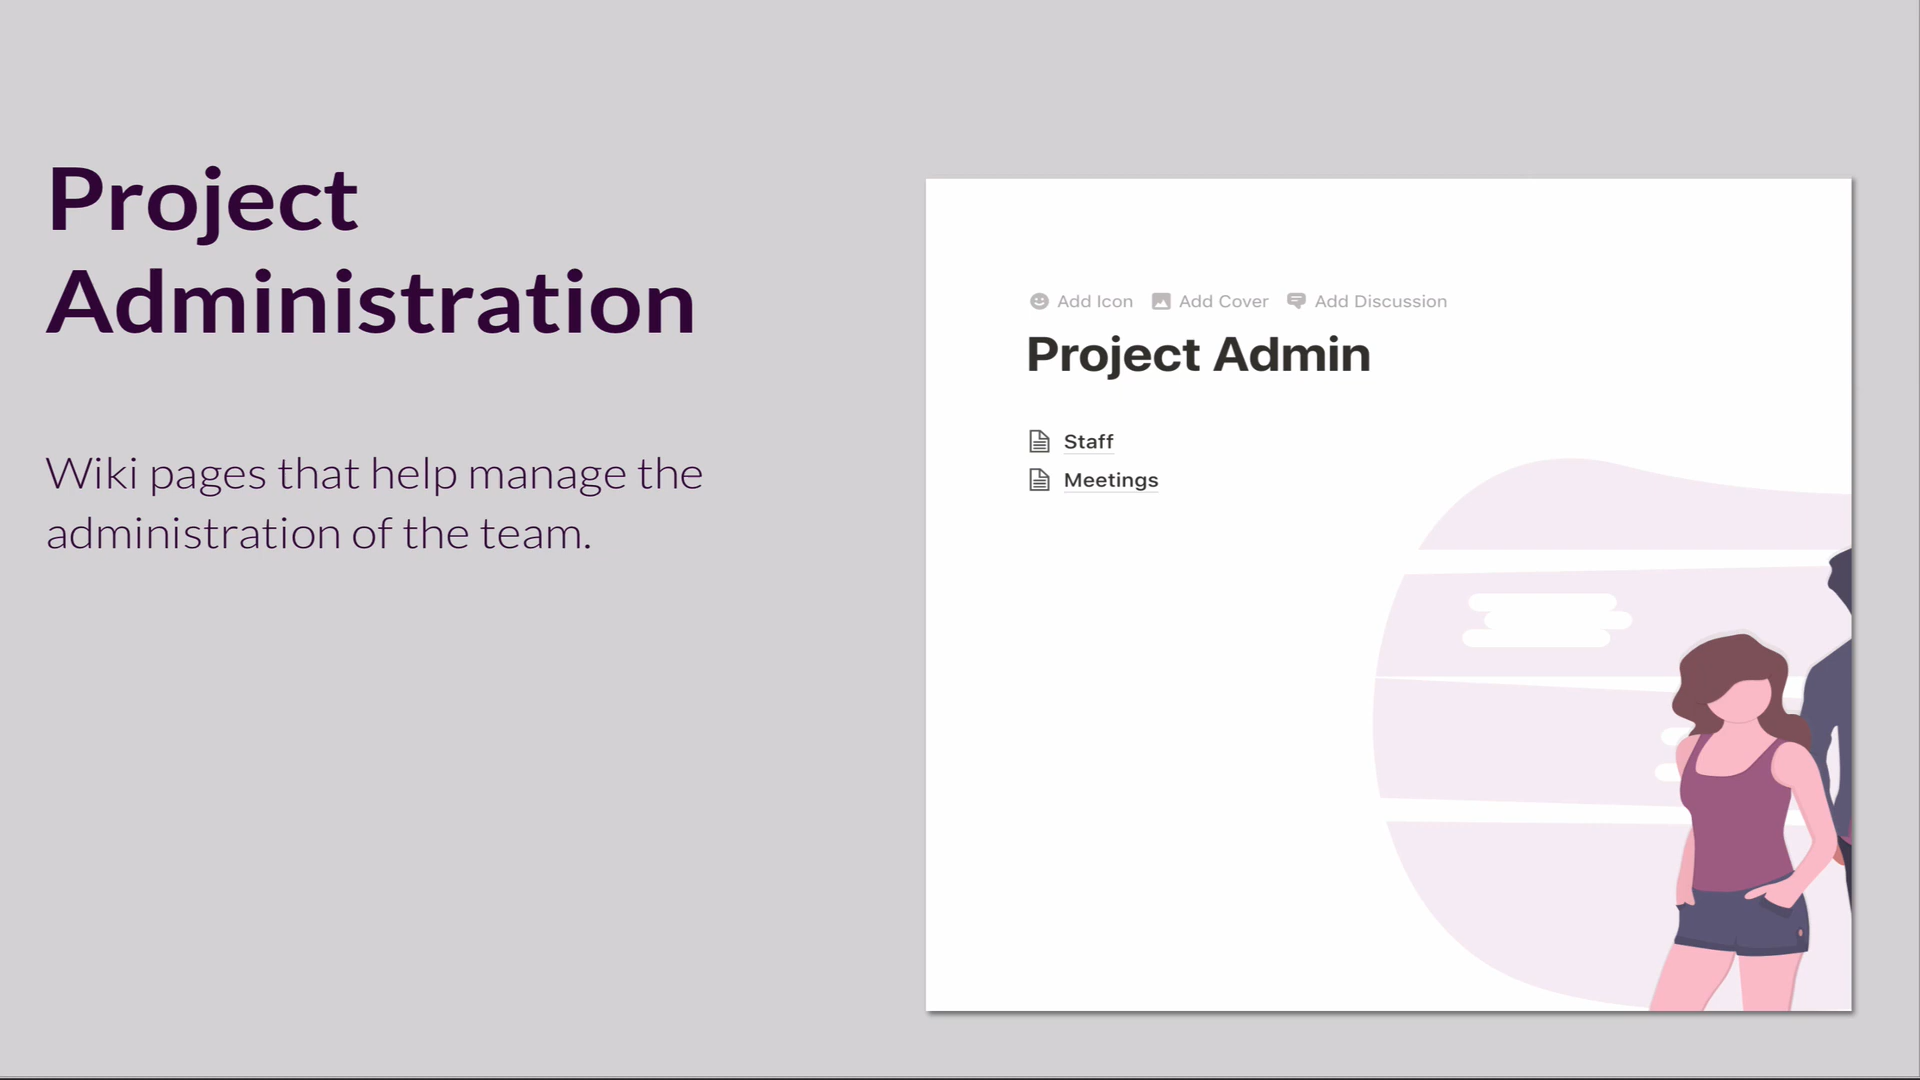 Project
Administration
Wiki pages that help manage the
administration of the team.
Add Icon Add Cover Add Discussion
Project Admin
Staff
Meetings